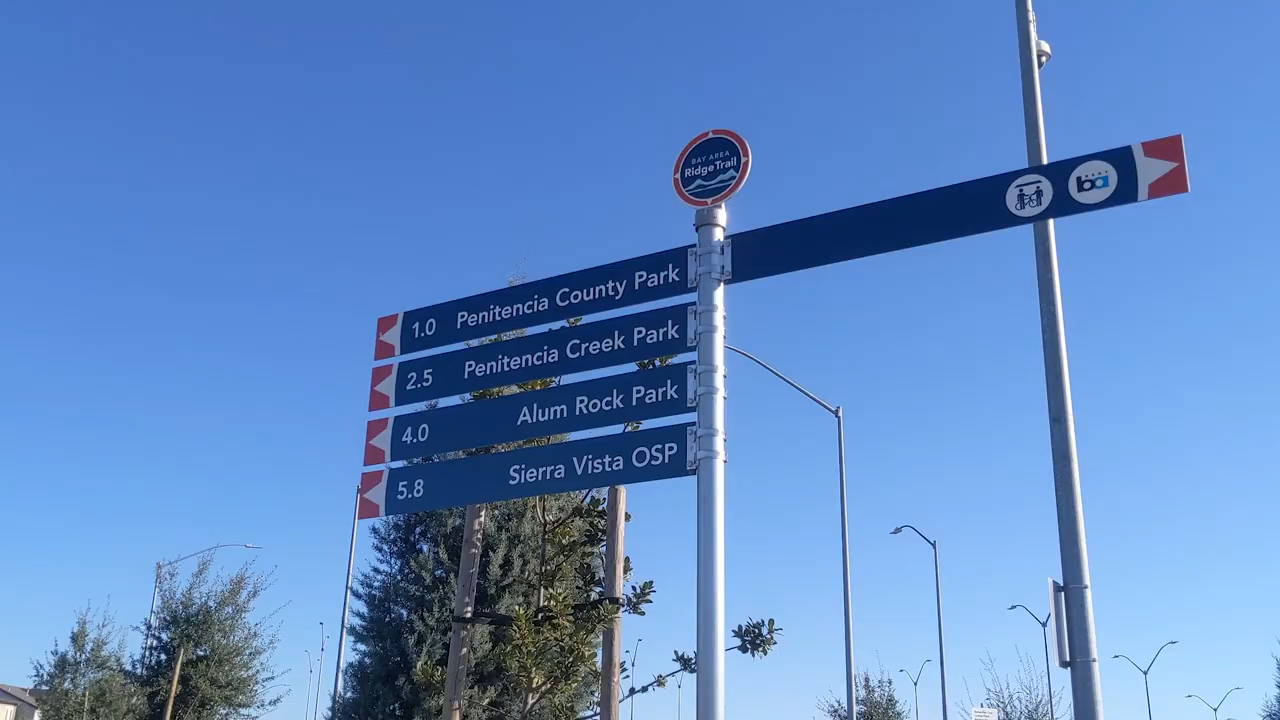 BAY AREA
Ridge Trail
1.0 Penitencia County Park
2.5 Penitencia Creek Park
4.0 Alum Rock Park
5.8 Sierra Vista OSP
ba